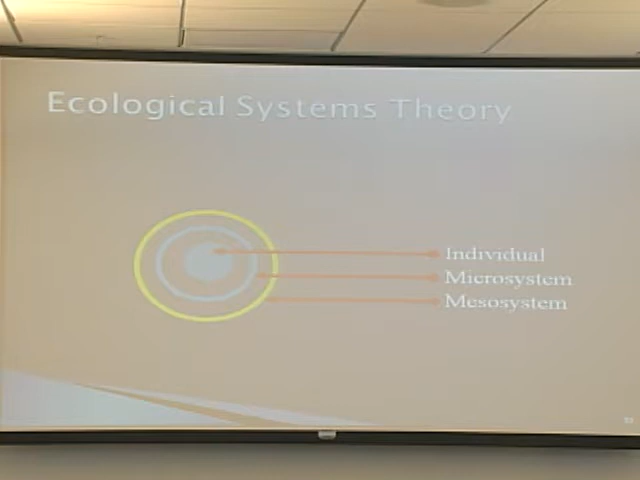 Ecological Systems Theory
Individual
Microsystem
Mesosystem